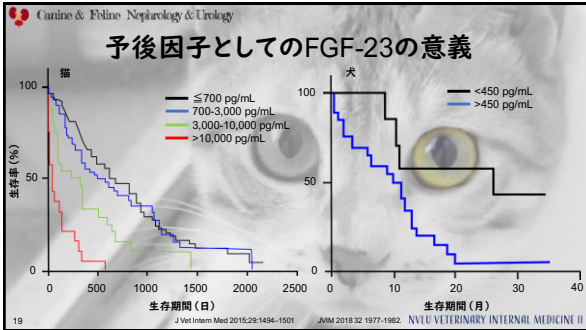 Canine & Feline Nephrology & Urology
予後因子としてのFGF-23の意義
猫
≦700 pg/mL
700-3,000 pg/mL
3,000-10,000 pg/mL
>10,000 pg/mL
生存率(%)
100
50
0
0 500 1000 1500 2000 2500
生存期間(日)
犬
<450 pg/mL
>450 pg/mL
100
50
0
0 10 20 30 40
生存期間(月)
19
J Vet Intern Med 2015;29:1494–1501
JVIM 2018 32 1977-1982.
NVLU VETERINARY INTERNAL MEDICINE II